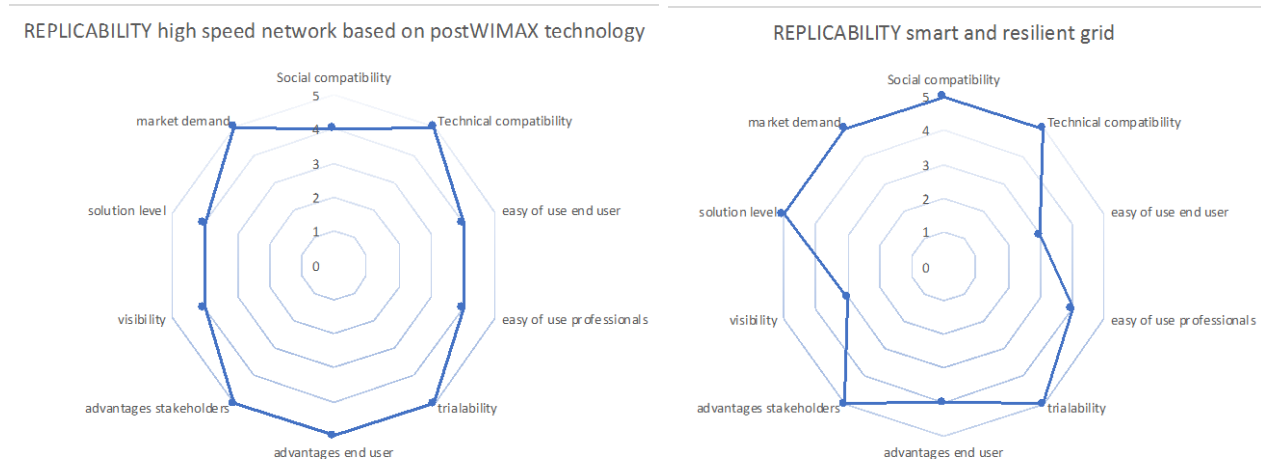 REPLICABILITY high speed network based on postWIMAX technology
Social compatibility
5
market demand
Technical compatibility
4
3
solution level
2
easy of use end user
1
0
visibility
easy of use professionals
advantages stakeholders
trialability
advantages end user
REPLICABILITY smart and resilient grid
Social compatibility
5
market demand
Technical compatibility
4
3
solution level
2
easy of use end user
1
0
visibility
easy of use professionals
advantages stakeholders
trialability
advantages end user